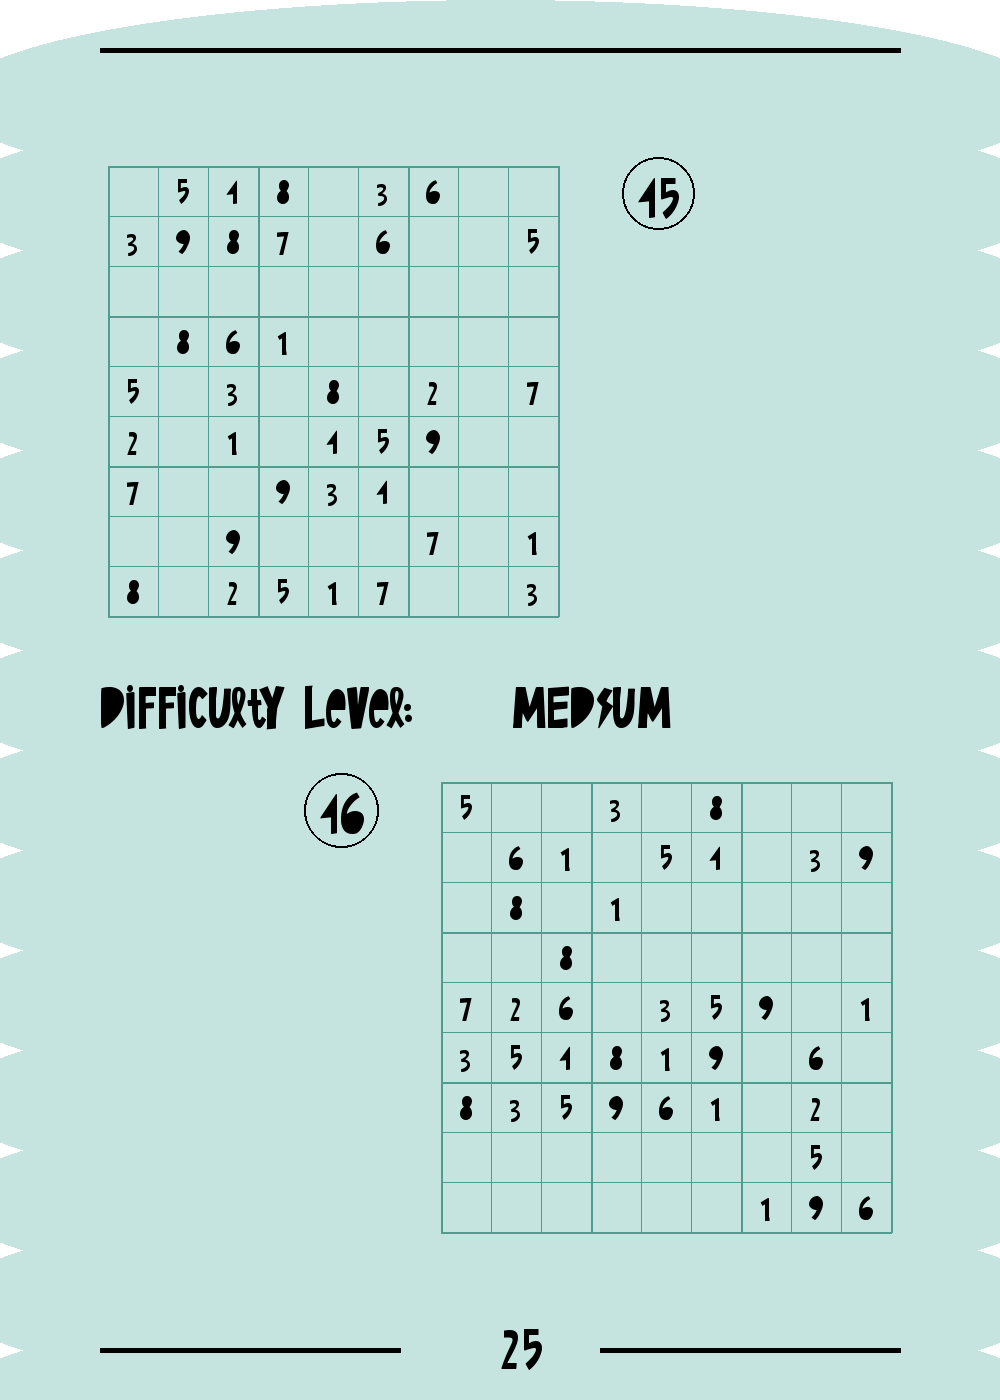 5 4 8 3 6
45
3 9 8 7 6 5
8 6 1
5 3 8 2 7
2 1 4 5 9
7 9 3 4
9 7 1
8 2 5 1 7 3
Difficulty Level: MEDIUM
46
5 3 8
6 1 5 4 3 9
8 1
8
7 2 6 3 5 9 1
3 5 4 8 1 9 6
8 3 5 9 6 1 2
5
1 9 6
25